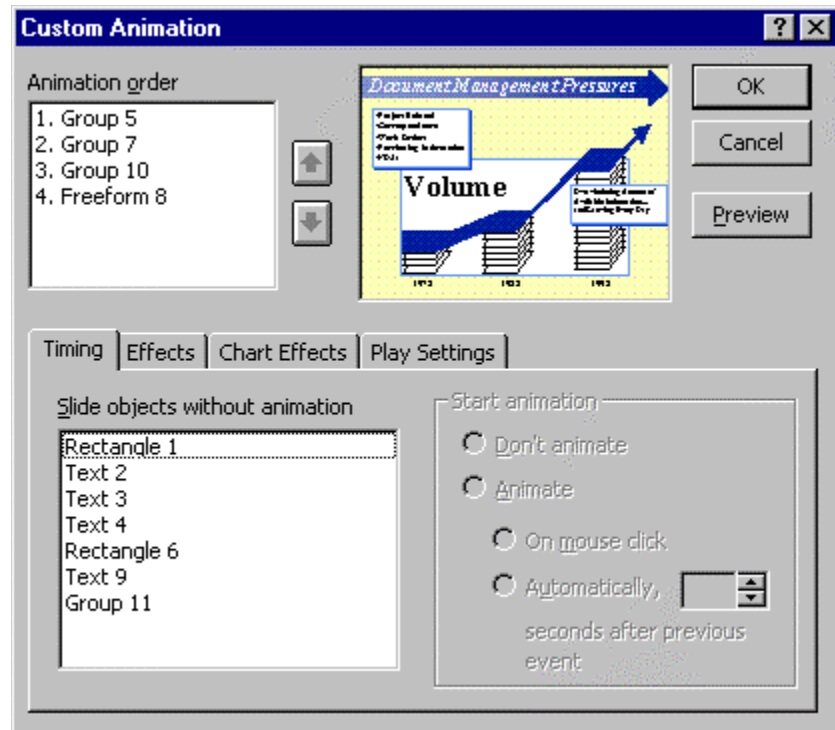 Custom Animation
Animation order
1. Group 5
2. Group 7
3. Group 10
4. Freeform 8
Document Management Pressures
Volume
OK
Cancel
Preview
Timing
Effects
Chart Effects
Play Settings
Slide objects without animation
Rectangle 1
Text 2
Text 3
Text 4
Rectangle 6
Text 9
Group 11
Start animation
Don't animate
Animate
On mouse click
Automatically,
seconds after previous
event